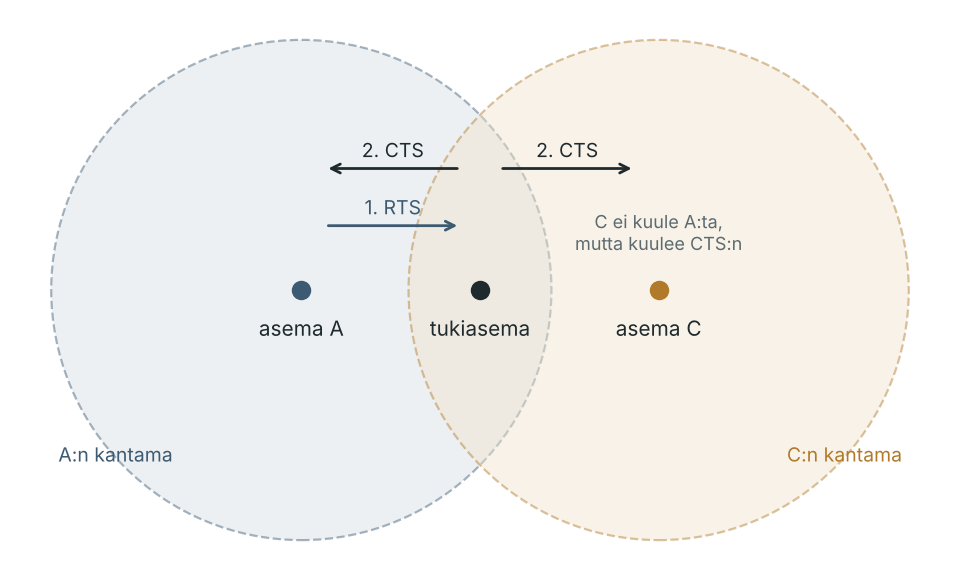 2. CTS
2. CTS
1. RTS
C ei kuule A:ta,
mutta kuulee CTS:n
asema A
tukiasema
asema C
A:n kantama
C:n kantama